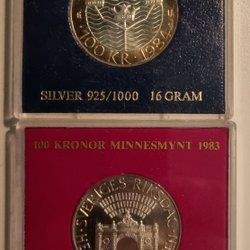 100 KR · 1984
SILVER 925/1000 16 GRAM
100 KRONOR MINNESMYNT 1983
SVERIGES RIKSDAG